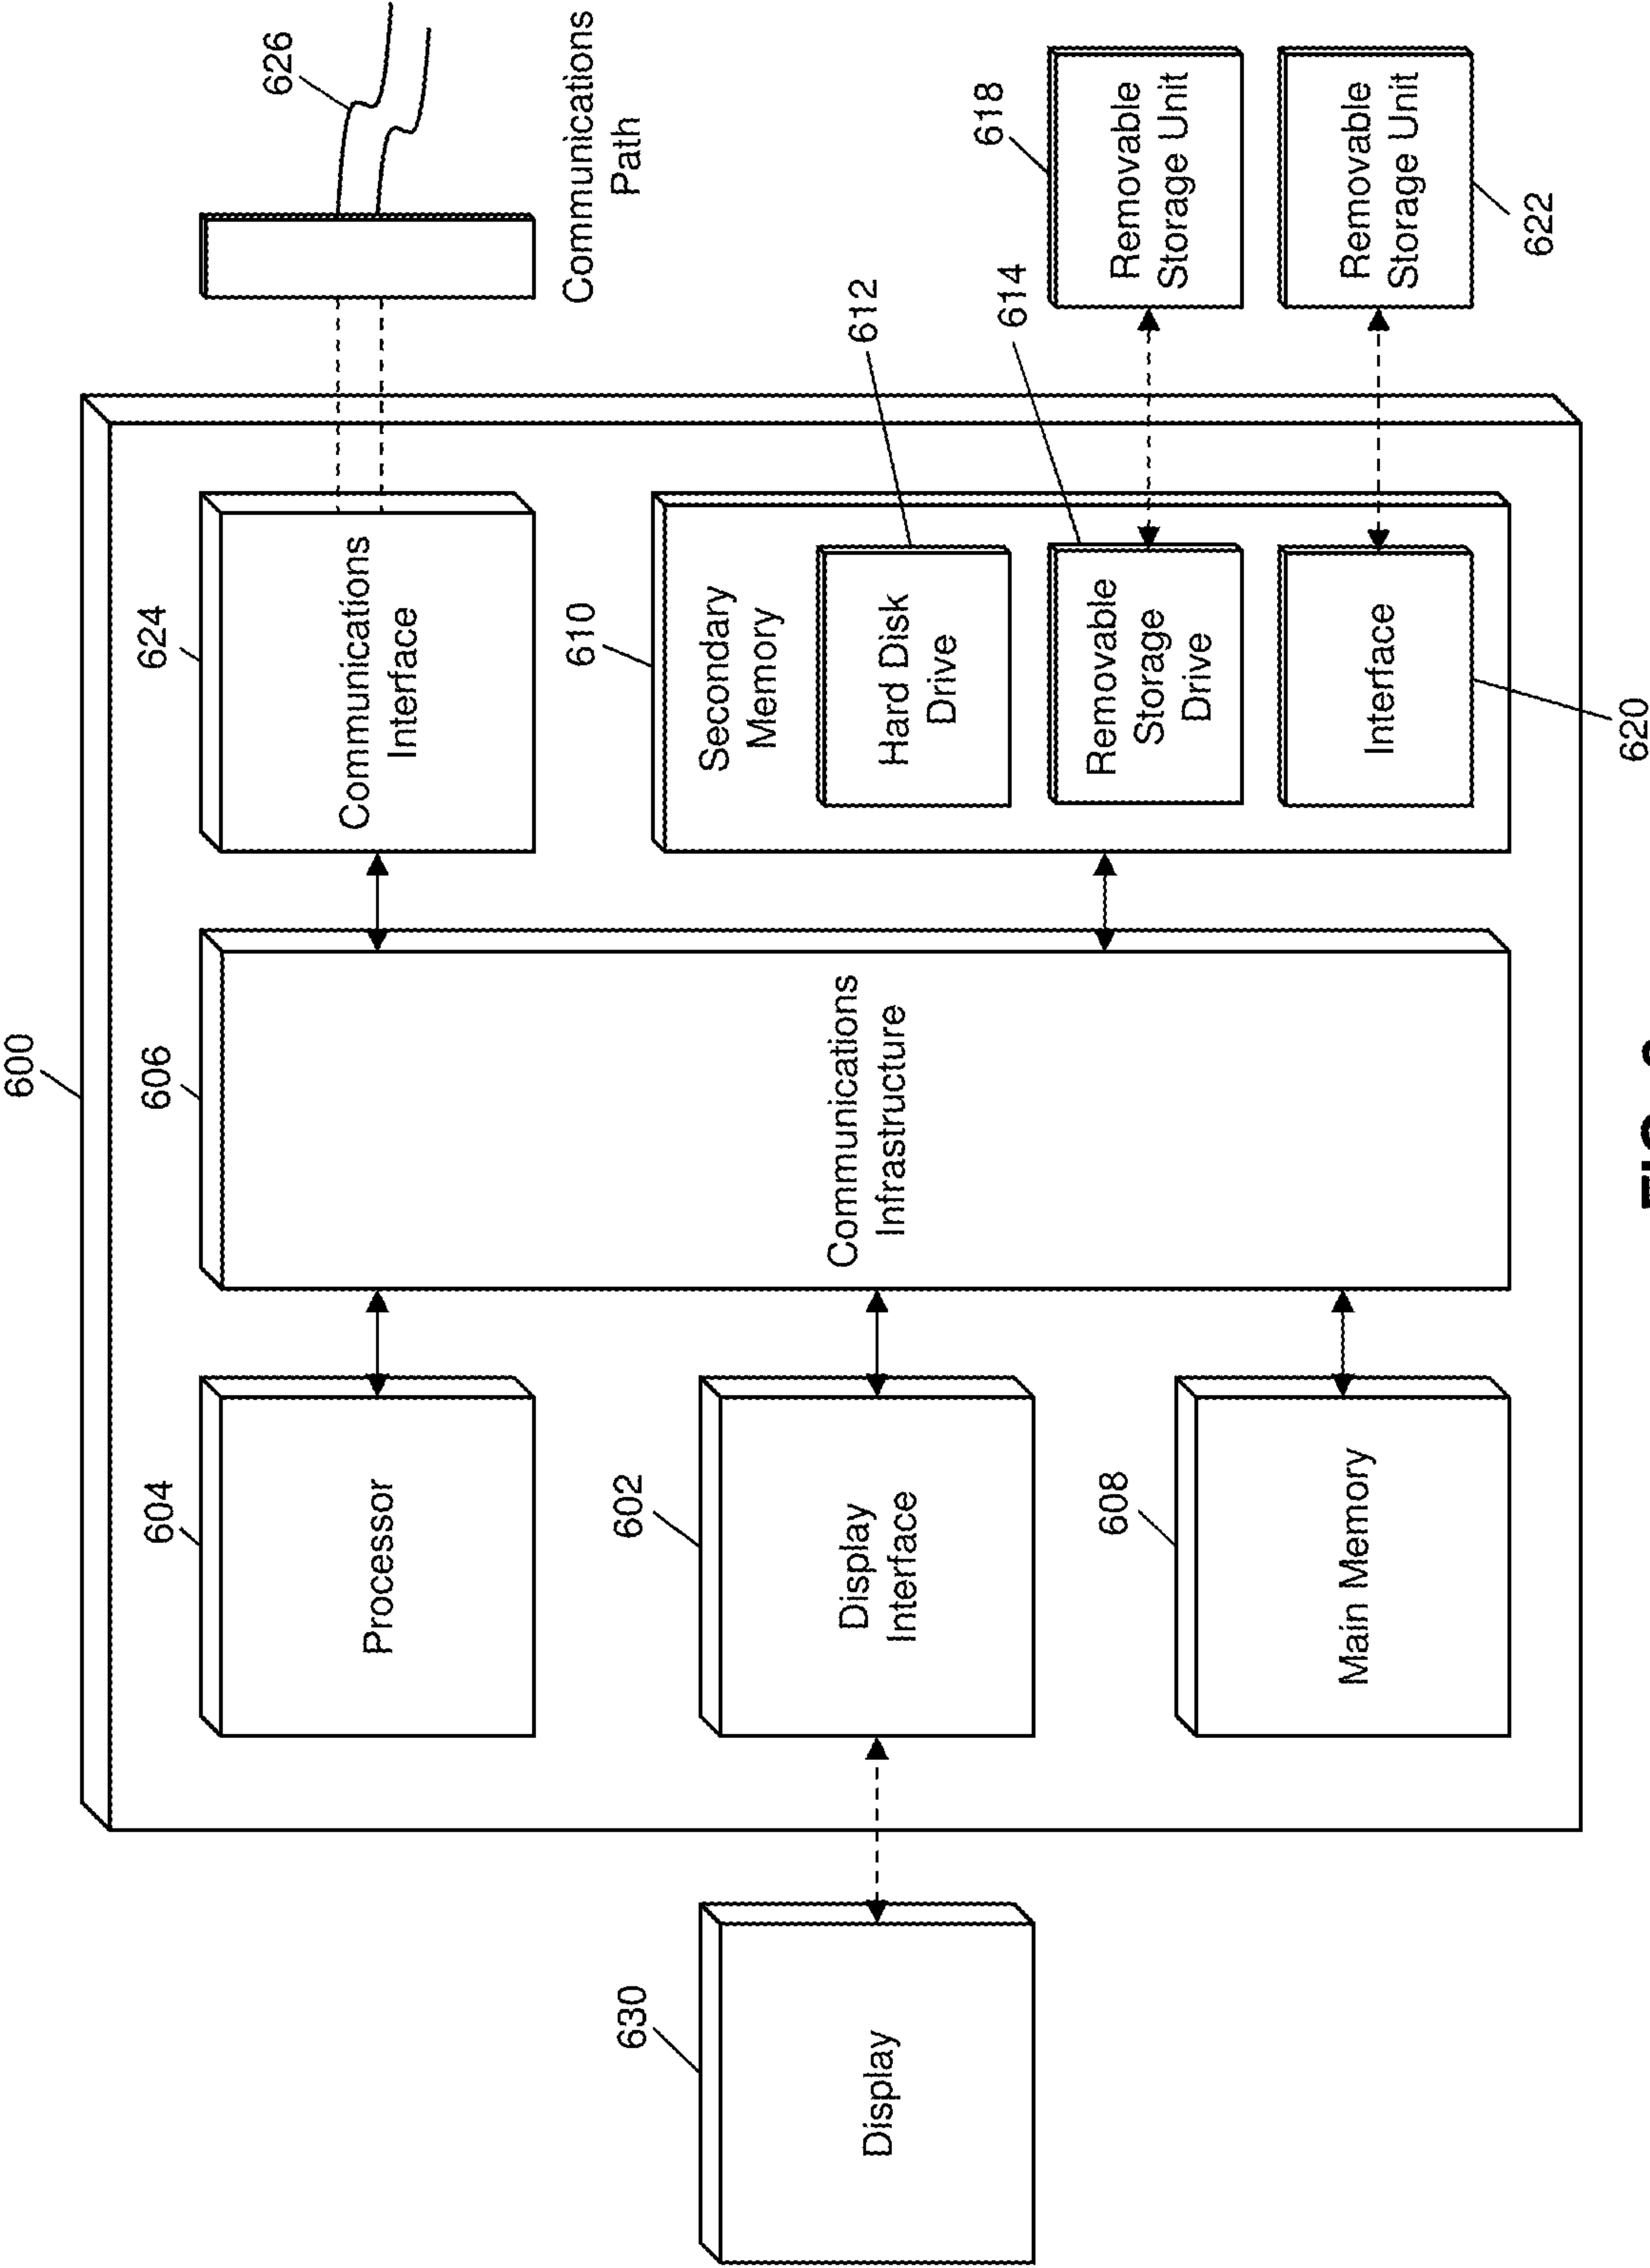 600
604
606
624
626
Processor
Communications
Interface
Communications
Path
630
602
610
Secondary
Memory
Display
Display
Interface
Communications
Infrastructure
612
Hard Disk
Drive
614
618
Removable
Storage
Drive
Removable
Storage Unit
608
Main Memory
Interface
Removable
Storage Unit
622
620
FIG.